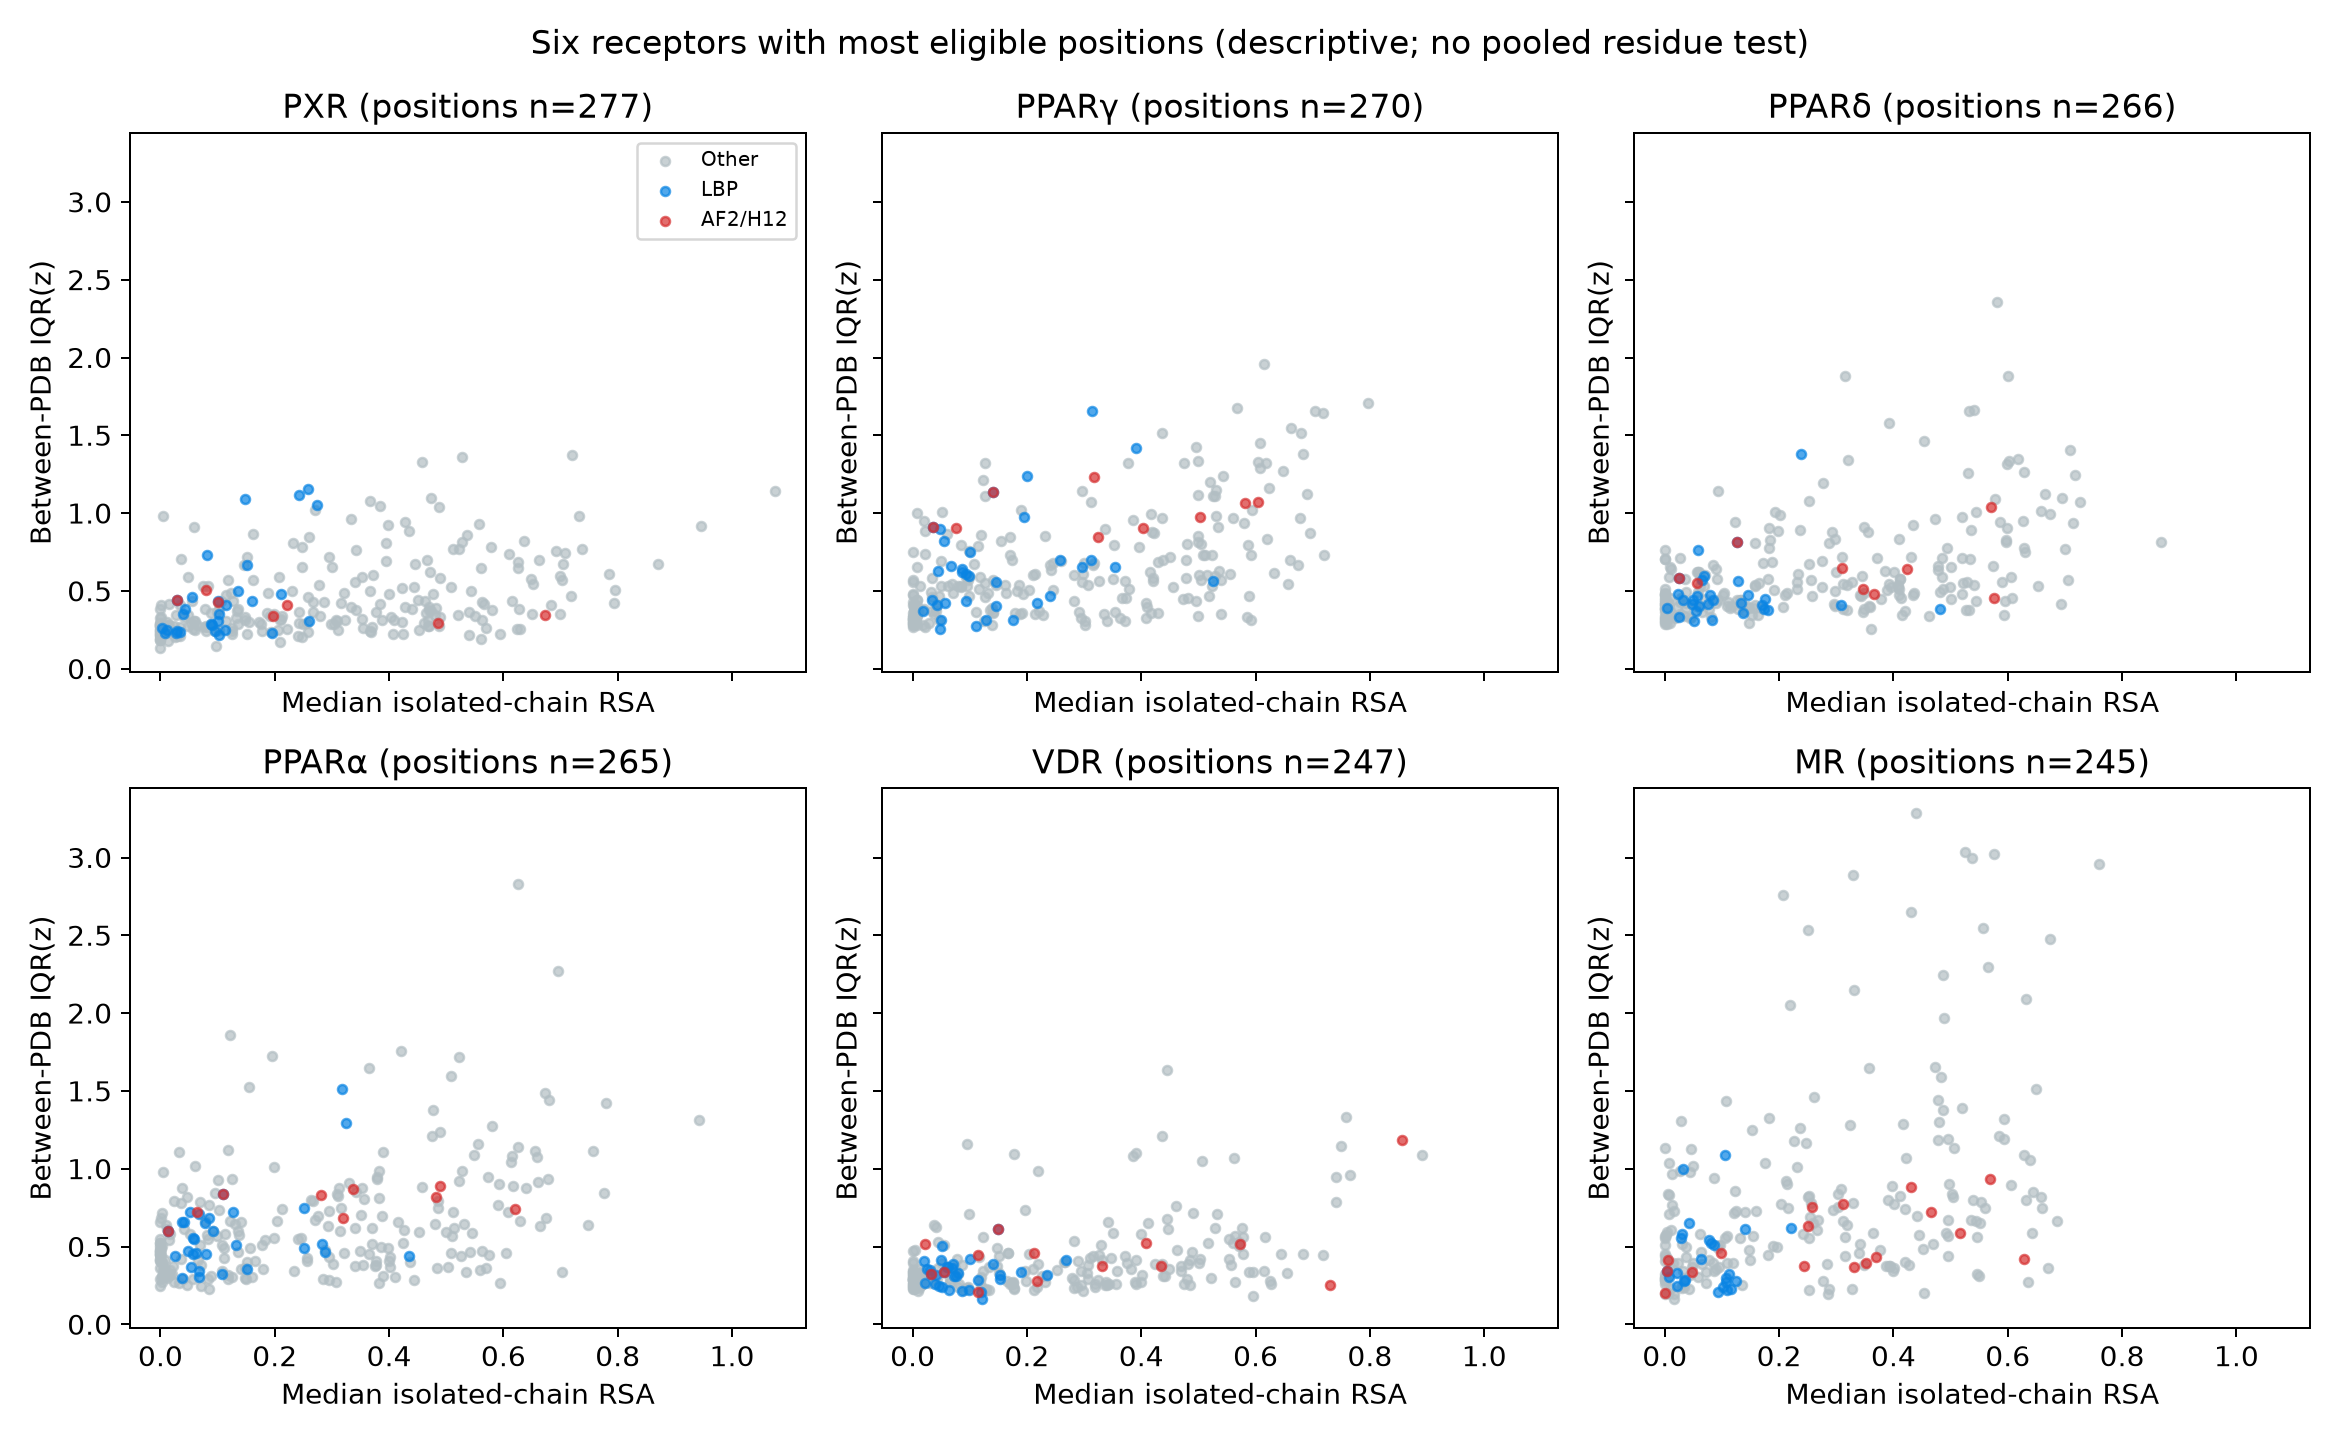 Six receptors with most eligible positions (descriptive; no pooled residue test)
PXR (positions n=277)
PPARγ (positions n=270)
PPARδ (positions n=266)
Other
LBP
AF2/H12
Between-PDB IQR(z)
3.0
2.5
2.0
1.5
1.0
0.5
0.0
Between-PDB IQR(z)
Between-PDB IQR(z)
Median isolated-chain RSA
Median isolated-chain RSA
Median isolated-chain RSA
PPARα (positions n=265)
VDR (positions n=247)
MR (positions n=245)
Between-PDB IQR(z)
3.0
2.5
2.0
1.5
1.0
0.5
0.0
Between-PDB IQR(z)
Between-PDB IQR(z)
0.0 0.2 0.4 0.6 0.8 1.0
0.0 0.2 0.4 0.6 0.8 1.0
0.0 0.2 0.4 0.6 0.8 1.0
Median isolated-chain RSA
Median isolated-chain RSA
Median isolated-chain RSA